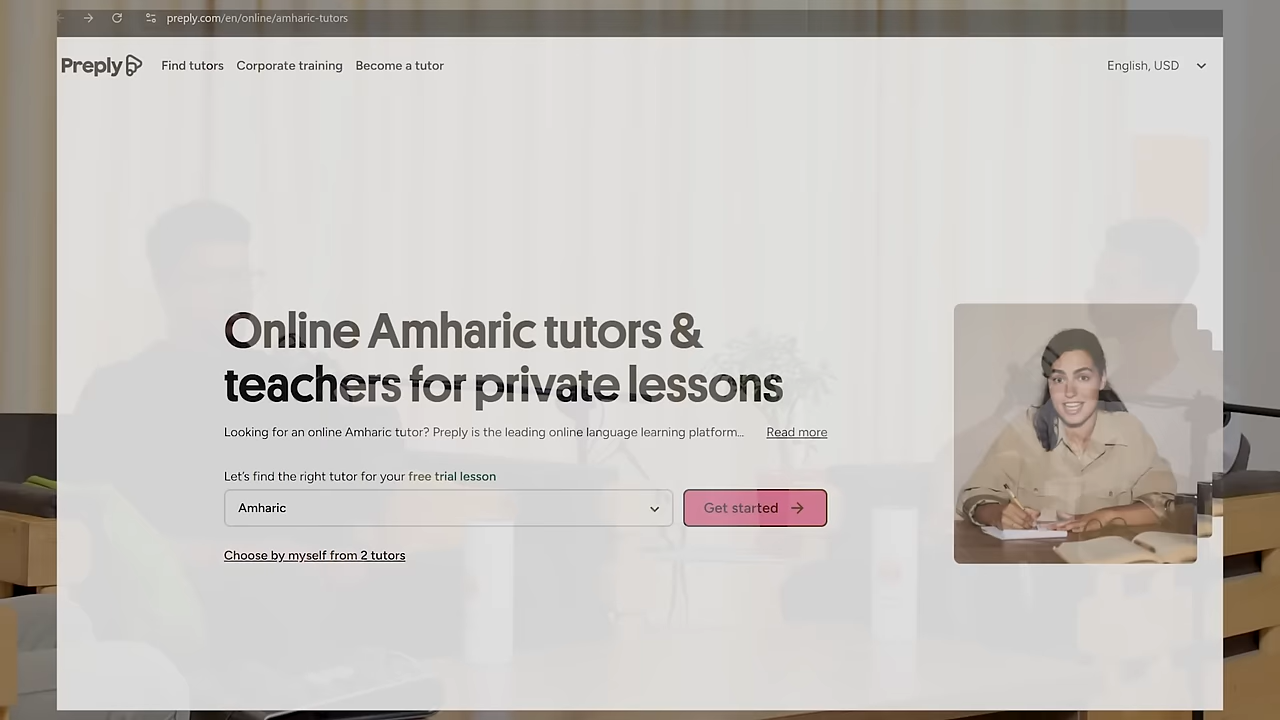 preply.com/en/online/amharic-tutors
Preply
Find tutors
Corporate training
Become a tutor
English, USD
Online Amharic tutors &
teachers for private lessons
Looking for an online Amharic tutor? Preply is the leading online language learning platform...
Read more
Let's find the right tutor for your free trial lesson
Amharic
Get started
Choose by myself from 2 tutors